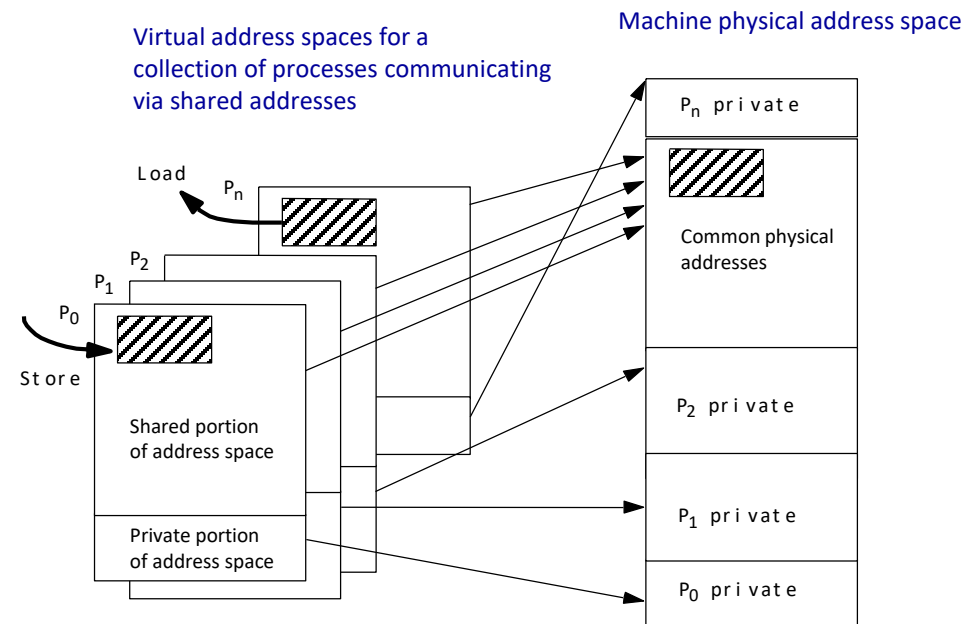 Virtual address spaces for a
collection of processes communicating
via shared addresses
Machine physical address space
Load
Pn
P2
P1
P0
Store
Shared portion
of address space
Private portion
of address space
Pn private
Common physical
addresses
P2 private
P1 private
P0 private